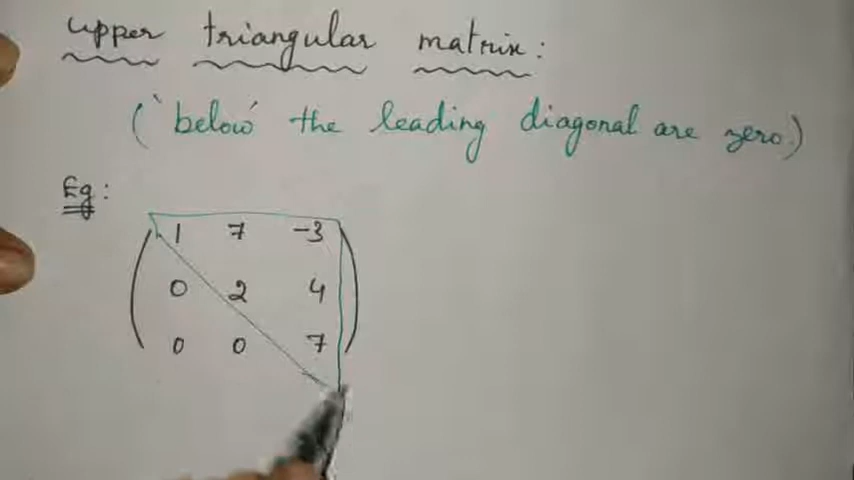 upper triangular matrix:
('below' the leading diagonal are zero.)
Eg:
1 7 -3
0 2 4
0 0 7